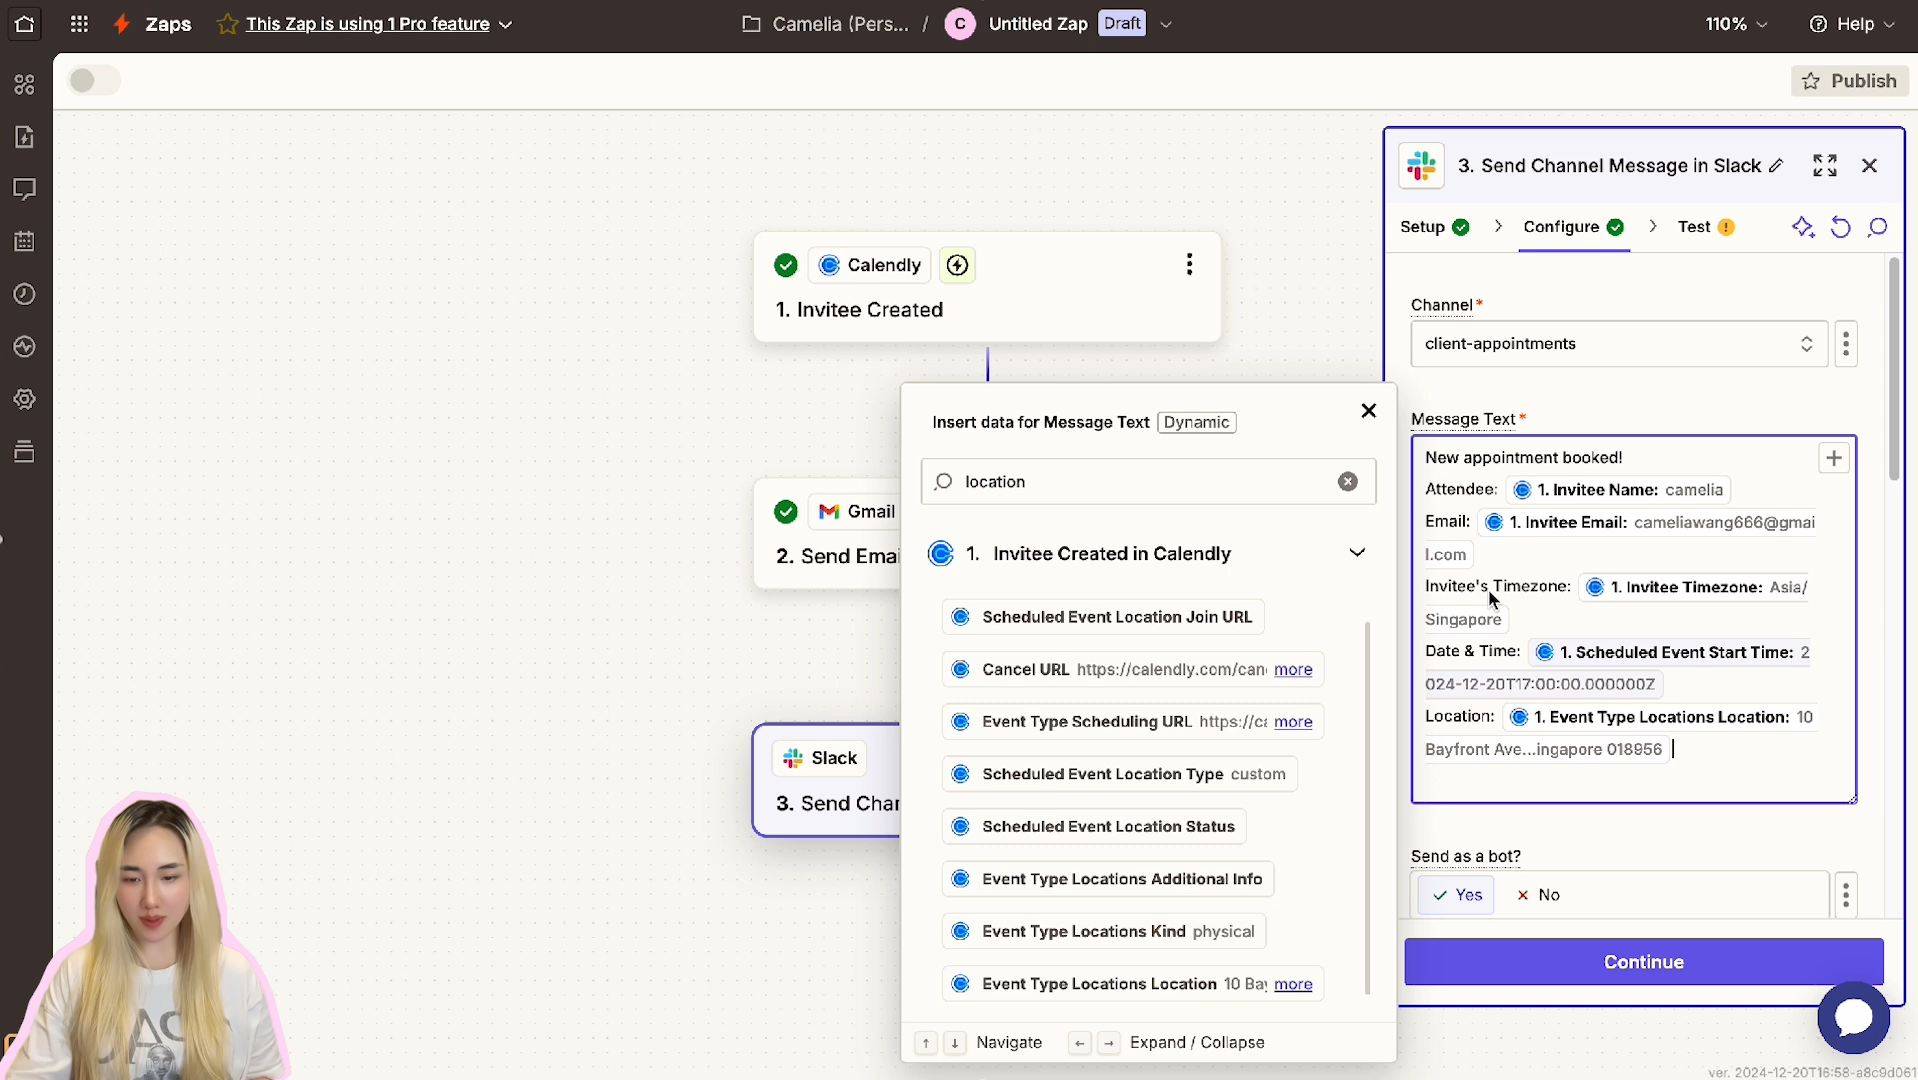 Zaps
This Zap is using 1 Pro feature
Camelia (Pers... / C Untitled Zap Draft
110%
Help
Publish
3. Send Channel Message in Slack
Setup
Configure
Test
Calendly
1. Invitee Created
Channel*
client-appointments
Insert data for Message Text Dynamic
location
Message Text*
New appointment booked!
Attendee: 1. Invitee Name: camelia
Email: 1. Invitee Email: cameliawang666@gmai
l.com
Invitee's Timezone: 1. Invitee Timezone: Asia/
Singapore
Date & Time: 1. Scheduled Event Start Time: 2
024-12-20T17:00:00.000000Z
Location: 1. Event Type Locations Location: 10
Bayfront Ave...ingapore 018956
Gmail
2. Send Emai
1. Invitee Created in Calendly
Scheduled Event Location Join URL
Cancel URL https://calendly.com/can more
Event Type Scheduling URL https://ca more
Scheduled Event Location Type custom
Scheduled Event Location Status
Event Type Locations Additional Info
Event Type Locations Kind physical
Event Type Locations Location 10 Bay more
Slack
3. Send Char
Send as a bot?
Yes
No
Continue
↑ ↓ Navigate ← → Expand / Collapse
ver. 2024-12-20T16:58-a8c9d061